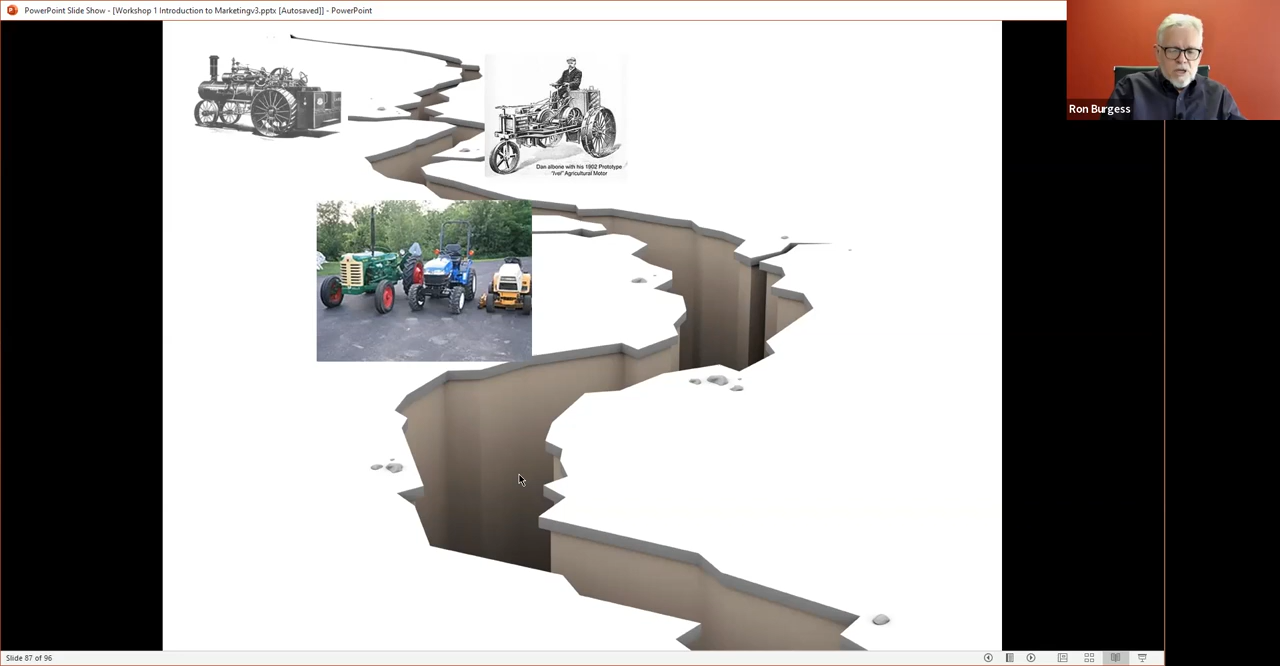 PowerPoint Slide Show - [Workshop 1 Introduction to Marketingv3.pptx [Autosaved]] - PowerPoint
Ron Burgess
Dan albone with his 1902 Prototype
"Ivel" Agricultural Motor
Slide 87 of 96